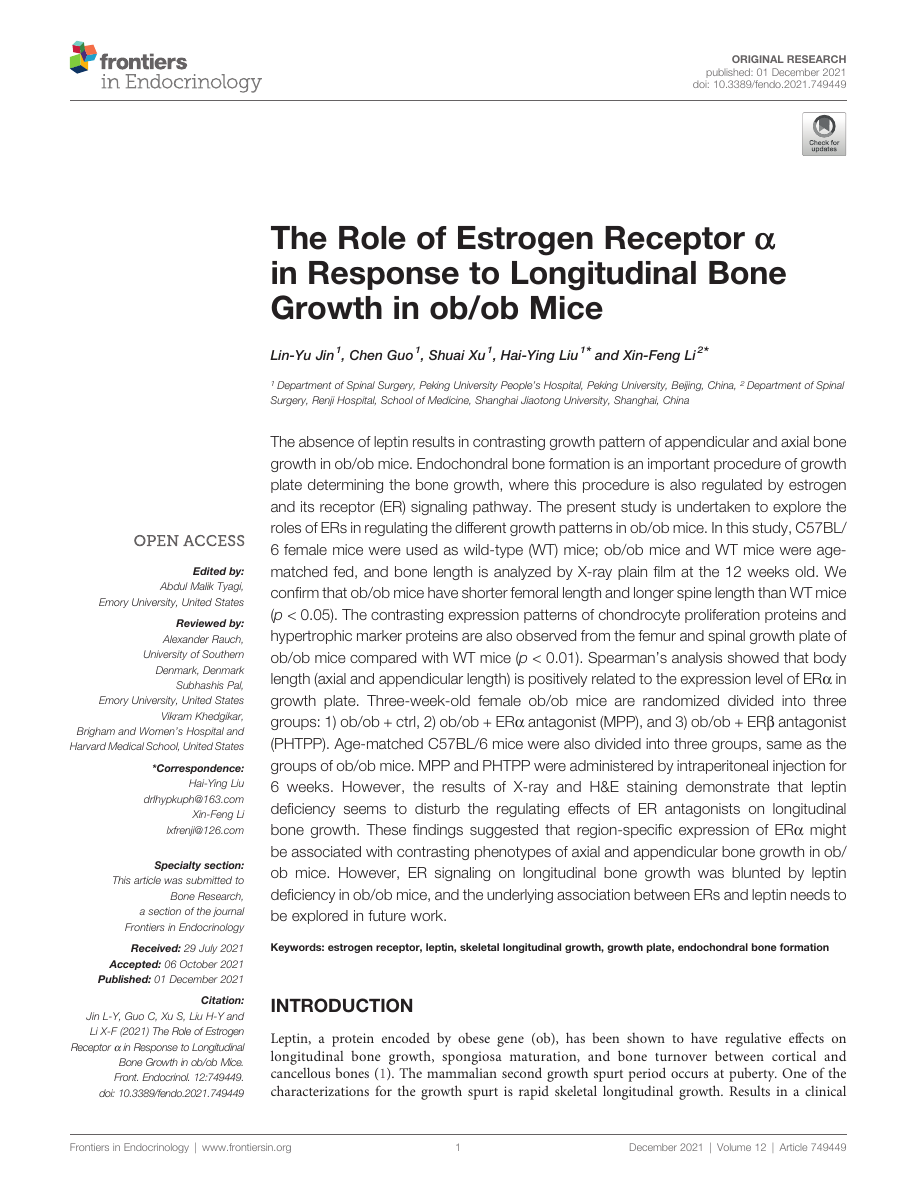 frontiers
in Endocrinology
ORIGINAL RESEARCH
published: 01 December 2021
doi: 10.3389/fendo.2021.749449
Check for
updates
The Role of Estrogen Receptor α
in Response to Longitudinal Bone
Growth in ob/ob Mice
Lin-Yu Jin 1, Chen Guo 1, Shuai Xu 1, Hai-Ying Liu 1* and Xin-Feng Li 2*
1 Department of Spinal Surgery, Peking University People's Hospital, Peking University, Beijing, China, 2 Department of Spinal
Surgery, Renji Hospital, School of Medicine, Shanghai Jiaotong University, Shanghai, China
The absence of leptin results in contrasting growth pattern of appendicular and axial bone
growth in ob/ob mice. Endochondral bone formation is an important procedure of growth
plate determining the bone growth, where this procedure is also regulated by estrogen
and its receptor (ER) signaling pathway. The present study is undertaken to explore the
roles of ERs in regulating the different growth patterns in ob/ob mice. In this study, C57BL/
6 female mice were used as wild-type (WT) mice; ob/ob mice and WT mice were age-
matched fed, and bone length is analyzed by X-ray plain film at the 12 weeks old. We
confirm that ob/ob mice have shorter femoral length and longer spine length than WT mice
(p < 0.05). The contrasting expression patterns of chondrocyte proliferation proteins and
hypertrophic marker proteins are also observed from the femur and spinal growth plate of
ob/ob mice compared with WT mice (p < 0.01). Spearman's analysis showed that body
length (axial and appendicular length) is positively related to the expression level of ERα in
growth plate. Three-week-old female ob/ob mice are randomized divided into three
groups: 1) ob/ob + ctrl, 2) ob/ob + ERα antagonist (MPP), and 3) ob/ob + ERβ antagonist
(PHTPP). Age-matched C57BL/6 mice were also divided into three groups, same as the
groups of ob/ob mice. MPP and PHTPP were administered by intraperitoneal injection for
6 weeks. However, the results of X-ray and H&E staining demonstrate that leptin
deficiency seems to disturb the regulating effects of ER antagonists on longitudinal
bone growth. These findings suggested that region-specific expression of ERα might
be associated with contrasting phenotypes of axial and appendicular bone growth in ob/
ob mice. However, ER signaling on longitudinal bone growth was blunted by leptin
deficiency in ob/ob mice, and the underlying association between ERs and leptin needs to
be explored in future work.
Keywords: estrogen receptor, leptin, skeletal longitudinal growth, growth plate, endochondral bone formation
OPEN ACCESS
Edited by:
Abdul Malik Tyagi,
Emory University, United States
Reviewed by:
Alexander Rauch,
University of Southern
Denmark, Denmark
Subhashis Pal,
Emory University, United States
Vikram Khedgikar,
Brigham and Women's Hospital and
Harvard Medical School, United States
*Correspondence:
Hai-Ying Liu
drlhypkuph@163.com
Xin-Feng Li
lxfrenji@126.com
Specialty section:
This article was submitted to
Bone Research,
a section of the journal
Frontiers in Endocrinology
Received: 29 July 2021
Accepted: 06 October 2021
Published: 01 December 2021
Citation:
Jin L-Y, Guo C, Xu S, Liu H-Y and
Li X-F (2021) The Role of Estrogen
Receptor α in Response to Longitudinal
Bone Growth in ob/ob Mice.
Front. Endocrinol. 12:749449.
doi: 10.3389/fendo.2021.749449
INTRODUCTION
Leptin, a protein encoded by obese gene (ob), has been shown to have regulative effects on
longitudinal bone growth, spongiosa maturation, and bone turnover between cortical and
cancellous bones (1). The mammalian second growth spurt period occurs at puberty. One of the
characterizations for the growth spurt is rapid skeletal longitudinal growth. Results in a clinical
Frontiers in Endocrinology | www.frontiersin.org
1
December 2021 | Volume 12 | Article 749449